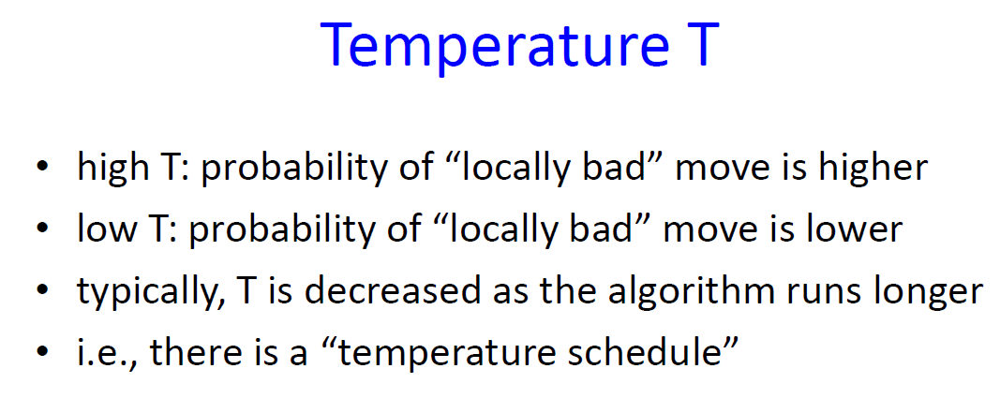 Temperature T
• high T: probability of “locally bad” move is higher
• low T: probability of “locally bad” move is lower
• typically, T is decreased as the algorithm runs longer
• i.e., there is a “temperature schedule”